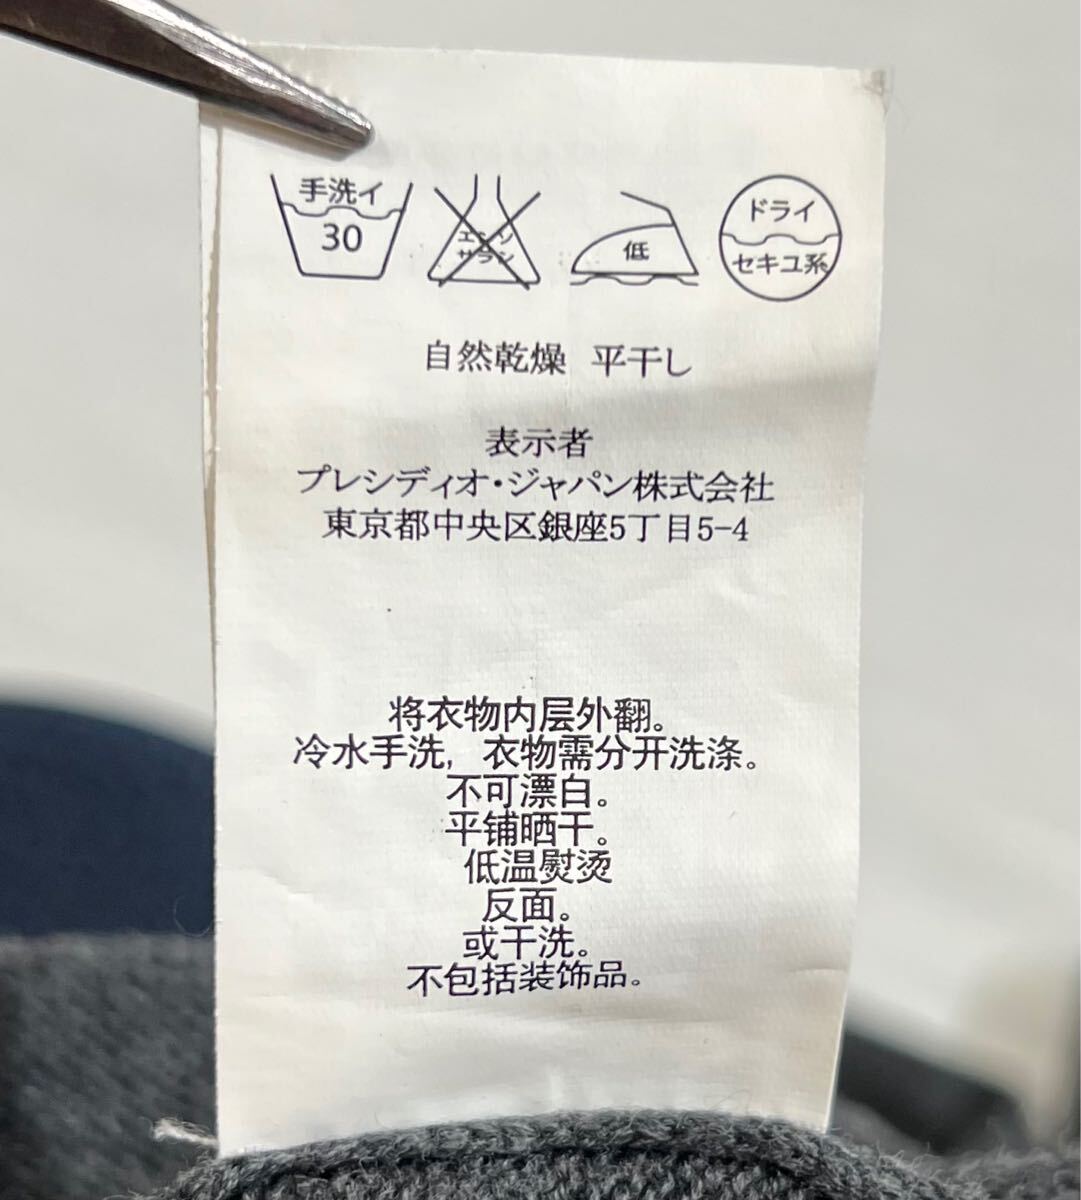 手洗イ
30
エンソ
サラシ
低
ドライ
セキユ系
自然乾燥 平干し
表示者
プレシディオ・ジャパン株式会社
東京都中央区銀座5丁目5-4
将衣物内层外翻。
冷水手洗，衣物需分开洗涤。
不可漂白。
平铺晒干。
低温熨烫
反面。
或干洗。
不包括装饰品。